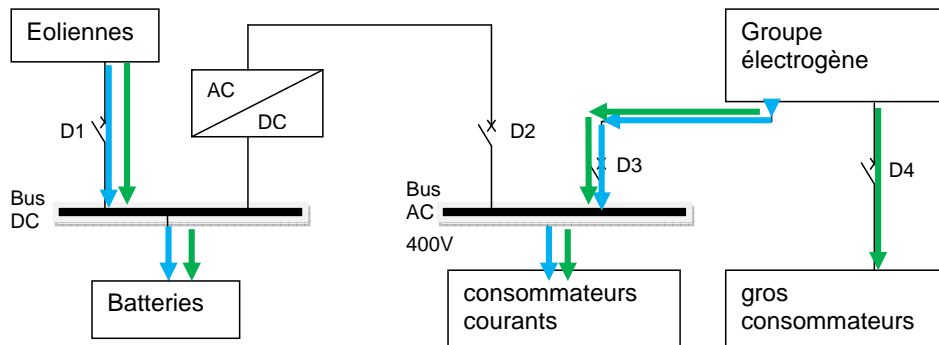 Eoliennes
Groupe
électrogène
AC
DC
D1
D2
D3
D4
Bus
DC
Bus
AC
400V
Batteries
consommateurs
courants
gros
consommateurs